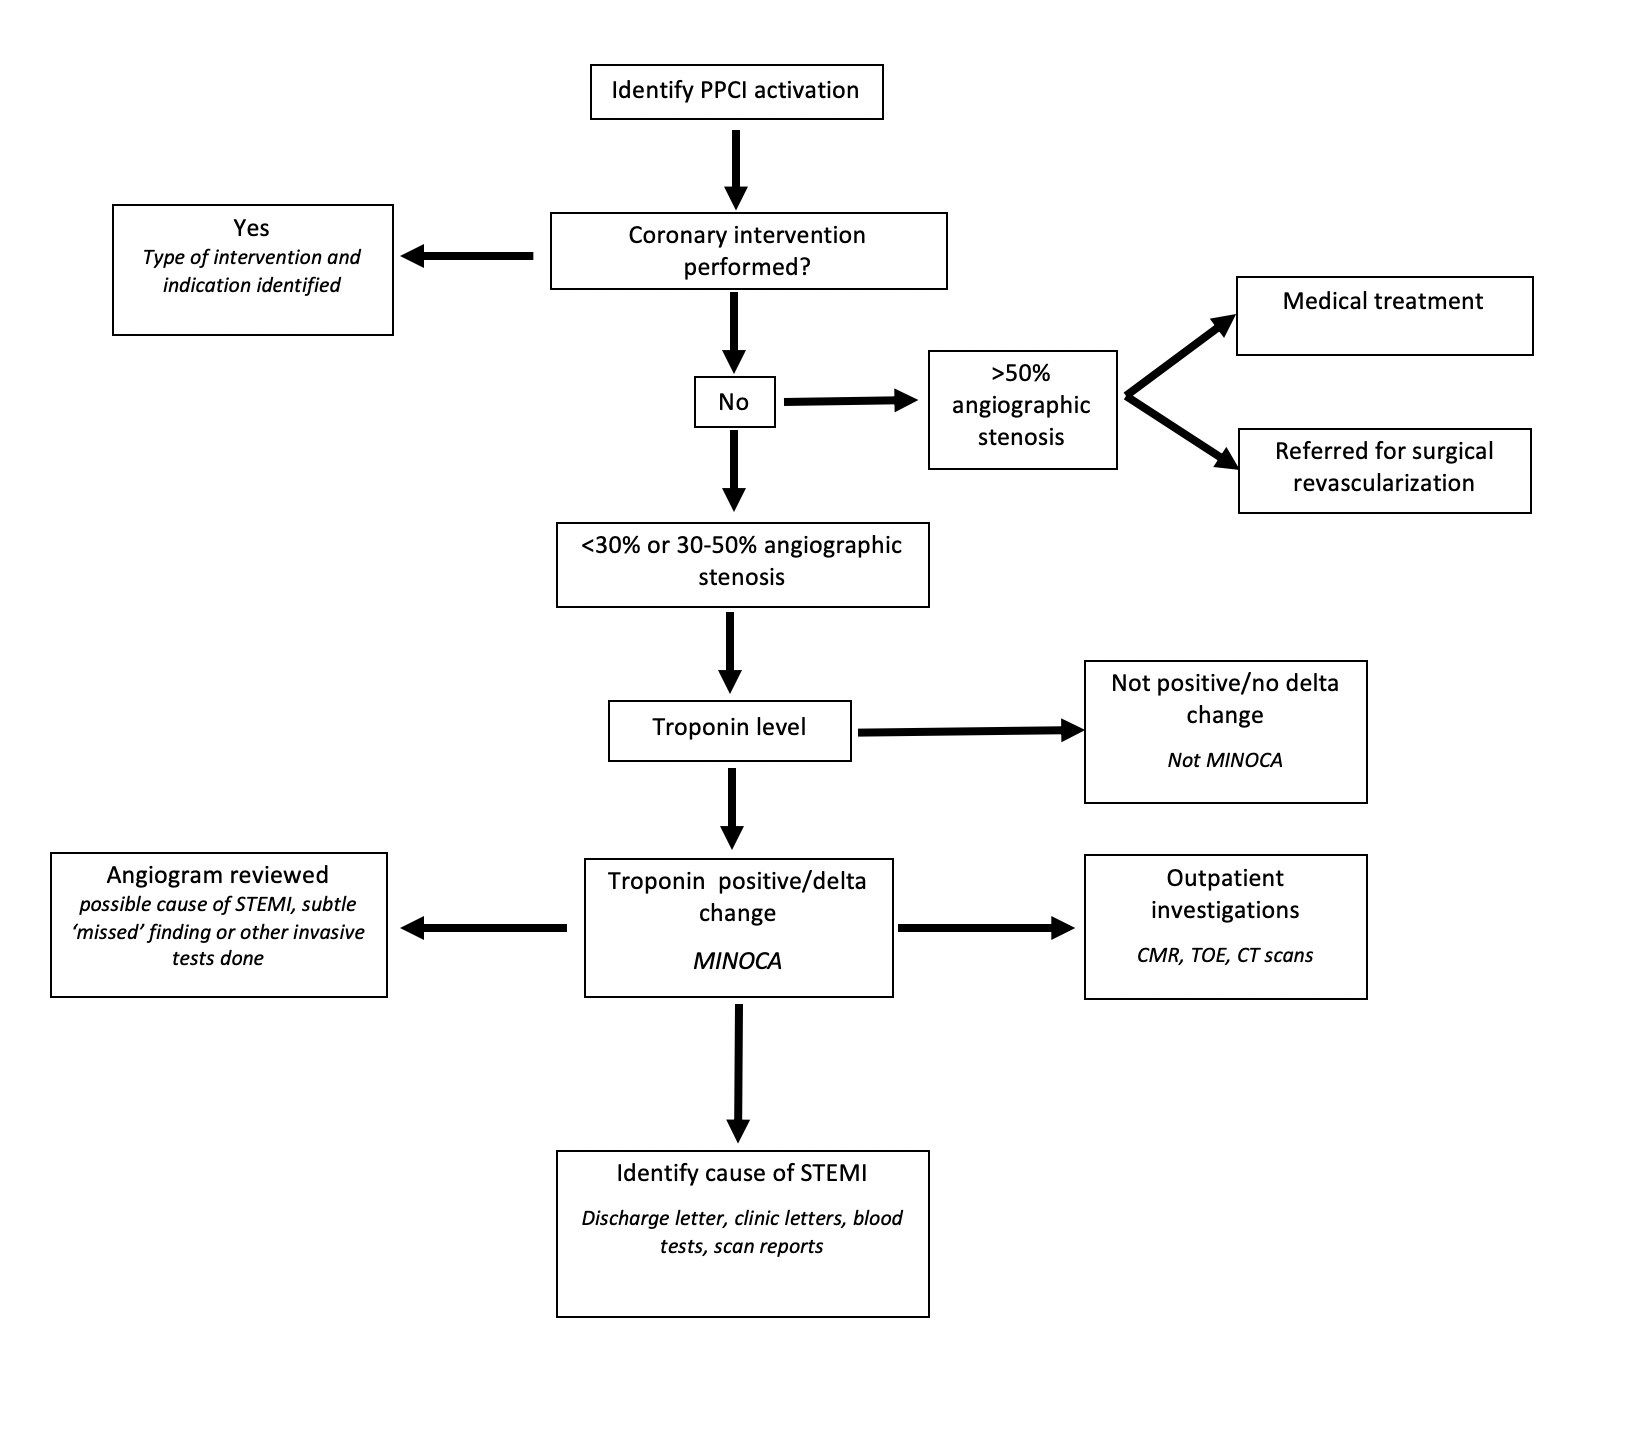 Identify PPCI activation
Yes
Type of intervention and
indication identified
Coronary intervention
performed?
Medical treatment
>50%
angiographic
stenosis
No
Referred for surgical
revascularization
<30% or 30-50% angiographic
stenosis
Troponin level
Not positive/no delta
change
Not MINOCA
Angiogram reviewed
possible cause of STEMI, subtle
‘missed’ finding or other invasive
tests done
Troponin  positive/delta
change
MINOCA
Outpatient
investigations
CMR, TOE, CT scans
Identify cause of STEMI
Discharge letter, clinic letters, blood
tests, scan reports